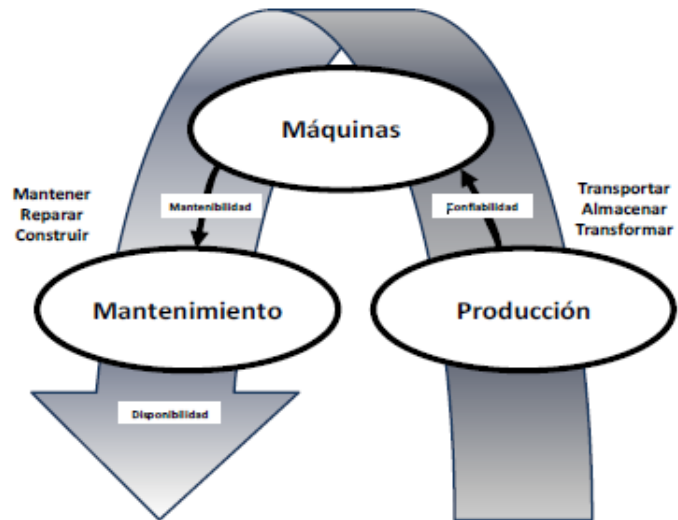 Máquinas
Mantener
Reparar
Construir
Mantenibilidad
Confiabilidad
Transportar
Almacenar
Transformar
Mantenimiento
Producción
Disponibilidad